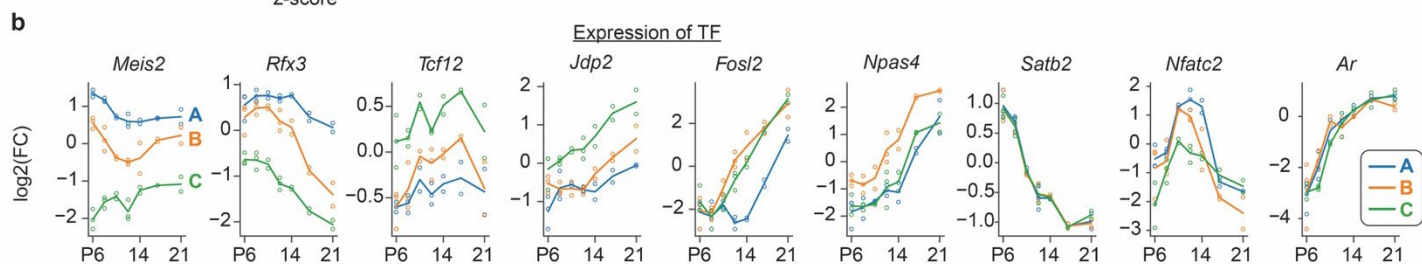 z-score
b
Expression of TF
Meis2 Rfx3 Tcf12 Jdp2 Fosl2 Npas4 Satb2 Nfatc2 Ar
log2(FC)
1
0
−1
−2
A
B
C
P6 14 21
1
0
−1
−2
P6 14 21
0.5
0.0
−0.5
P6 14 21
2
1
0
−1
P6 14 21
2
0
−2
P6 14 21
2
1
0
−1
−2
P6 14 21
1.0
0.5
0.0
−0.5
−1.0
P6 14 21
2
1
0
−1
−2
−3
P6 14 21
0
−2
−4
P6 14 21
A
B
C